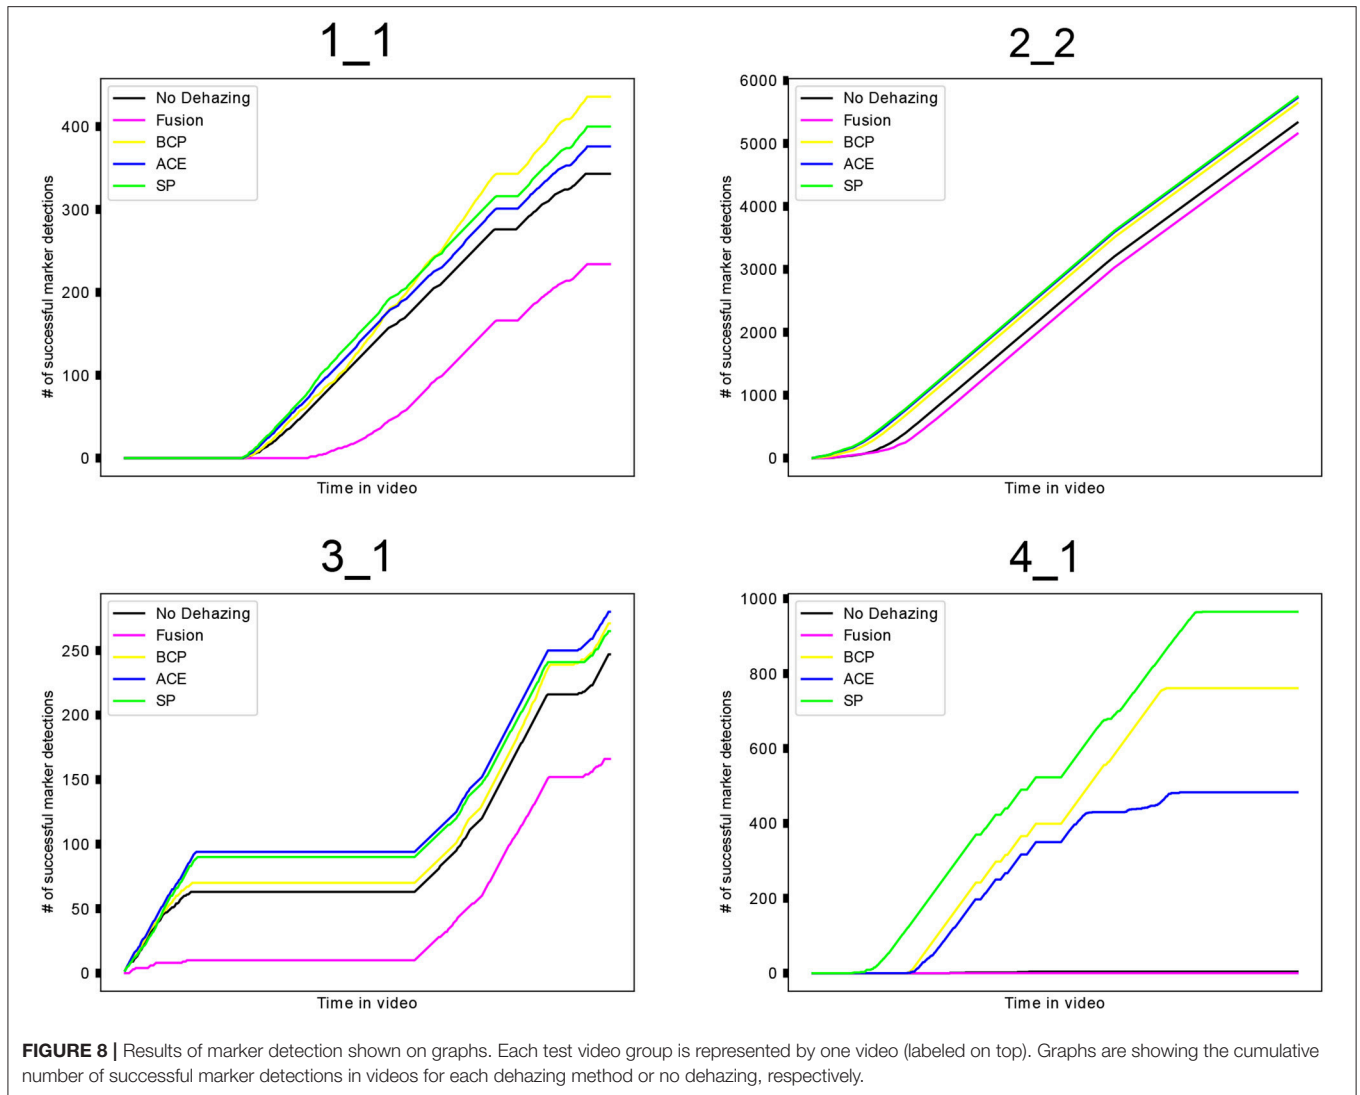 1_1
No Dehazing
Fusion
BCP
ACE
SP
400
300
200
100
0
# of successful marker detections
Time in video
2_2
No Dehazing
Fusion
BCP
ACE
SP
6000
5000
4000
3000
2000
1000
0
# of successful marker detections
Time in video
3_1
No Dehazing
Fusion
BCP
ACE
SP
250
200
150
100
50
0
# of successful marker detections
Time in video
4_1
No Dehazing
Fusion
BCP
ACE
SP
1000
800
600
400
200
0
# of successful marker detections
Time in video
FIGURE 8 | Results of marker detection shown on graphs. Each test video group is represented by one video (labeled on top). Graphs are showing the cumulative
number of successful marker detections in videos for each dehazing method or no dehazing, respectively.